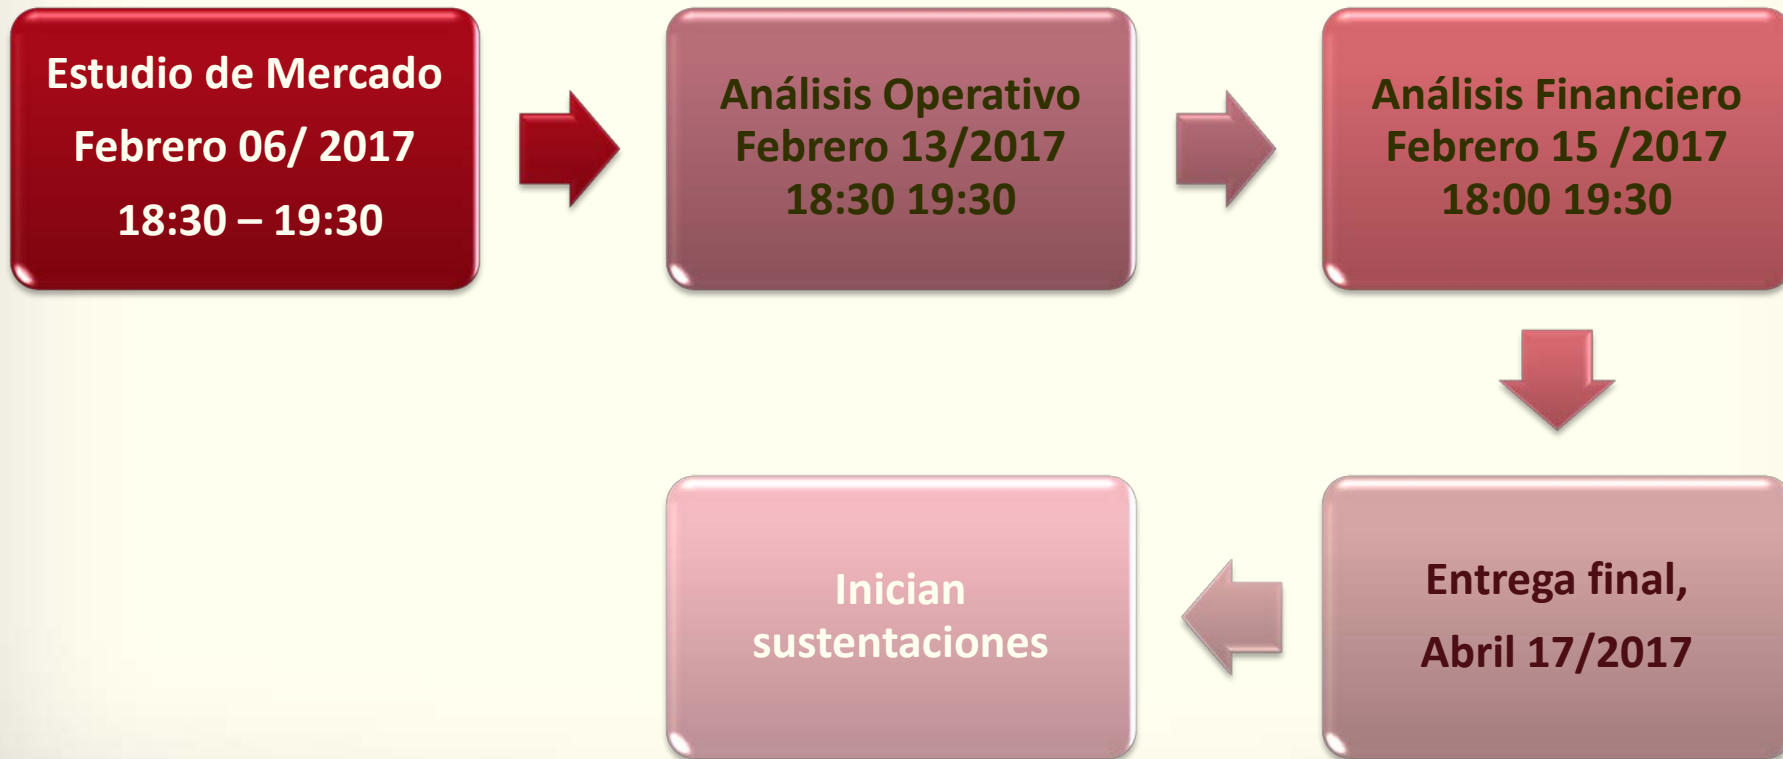 Estudio de Mercado
Febrero 06/ 2017
18:30 – 19:30
Análisis Operativo
Febrero 13/2017
18:30 19:30
Análisis Financiero
Febrero 15 /2017
18:00 19:30
Entrega final,
Abril 17/2017
Inician
sustentaciones